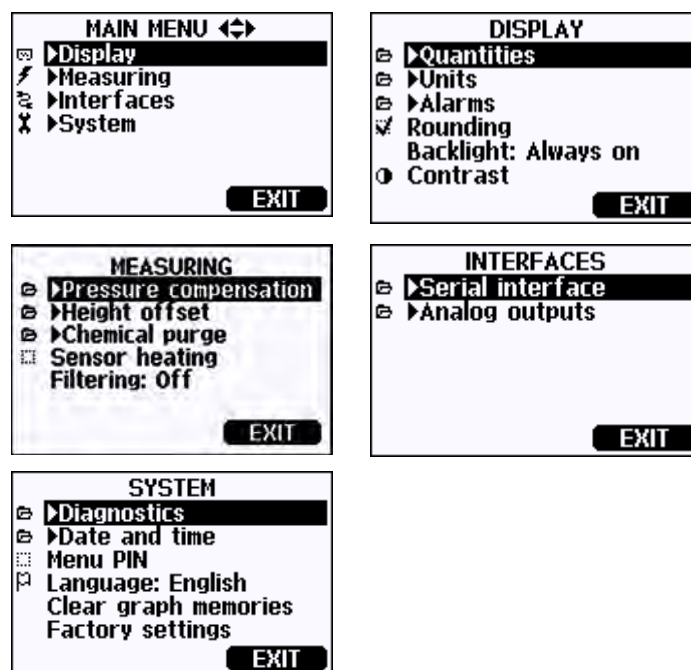 MAIN MENU
Display
Measuring
Interfaces
System
EXIT
DISPLAY
Quantities
Units
Alarms
Rounding
Backlight: Always on
Contrast
EXIT
MEASURING
Pressure compensation
Height offset
Chemical purge
Sensor heating
Filtering: Off
EXIT
INTERFACES
Serial interface
Analog outputs
EXIT
SYSTEM
Diagnostics
Date and time
Menu PIN
Language: English
Clear graph memories
Factory settings
EXIT